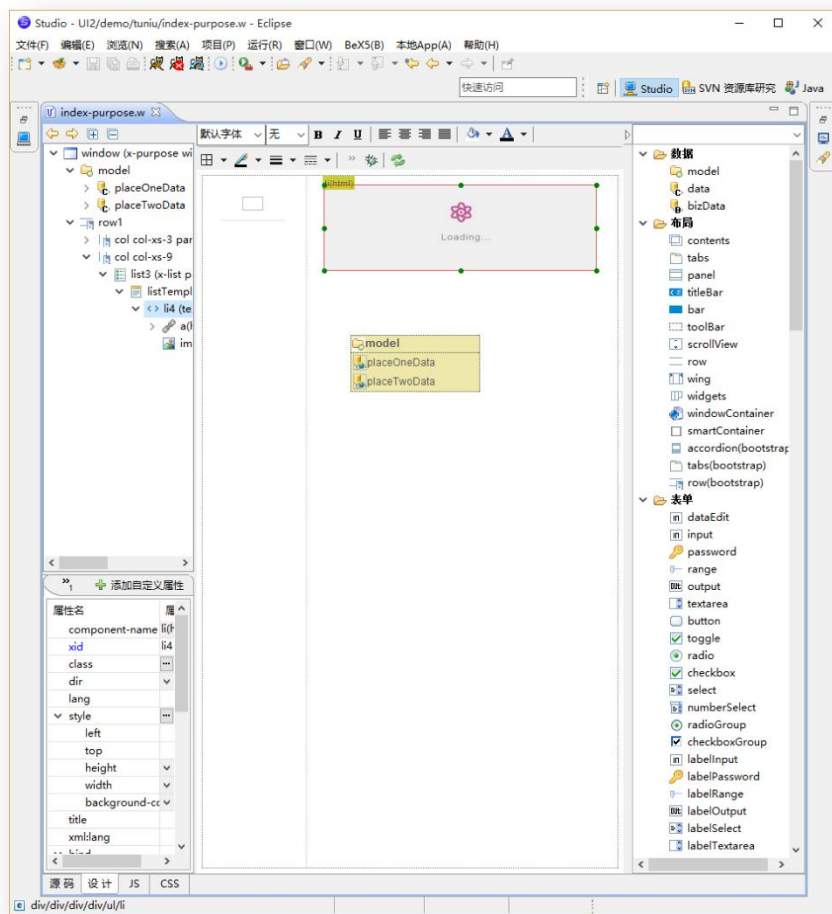 Studio - UI2/demo/tuniu/index-purpose.w - Eclipse
文件(F) 编辑(E) 浏览(N) 搜索(A) 项目(P) 运行(R) 窗口(W) BeX5(B) 本地App(A) 帮助(H)
快速访问
Studio SVN 资源库研究 Java
index-purpose.w
window (x-purpose wi
model
placeOneData
placeTwoData
row1
col col-xs-3 par
col col-xs-9
list3 (x-list p
listTempl
li4 (te
a(l
im
»1 添加自定义属性
属性名 属
component-name li(h
xid li4
class
dir
lang
style
left
top
height
width
background-cc
title
xml:lang
bind
源码 设计 JS CSS
div/div/div/div/ul/li
默认字体 无 B I U A
li(html)
Loading...
model
placeOneData
placeTwoData
数据
model
data
bizData
布局
contents
tabs
panel
titleBar
bar
toolBar
scrollView
row
wing
widgets
windowContainer
smartContainer
accordion(bootstrap
tabs(bootstrap)
row(bootstrap)
表单
dataEdit
input
password
range
output
textarea
button
toggle
radio
checkbox
select
numberSelect
radioGroup
checkboxGroup
labelInput
labelPassword
labelRange
labelOutput
labelSelect
labelTextarea